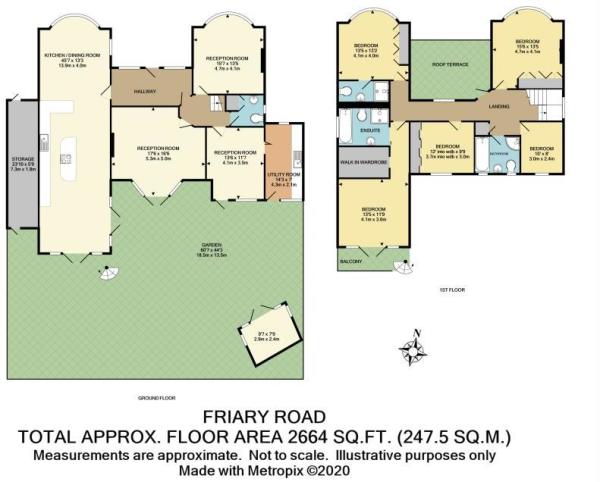 KITCHEN / DINING ROOM
45'7 x 13'3
13.9m x 4.0m
RECEPTION ROOM
15'7 x 13'5
4.7m x 4.1m
HALLWAY
STORAGE
23'10 x 5'9
7.3m x 1.8m
RECEPTION ROOM
17'6 x 16'6
5.3m x 5.0m
RECEPTION ROOM
13'6 x 11'7
4.1m x 3.5m
UTILITY ROOM
14'3 x 7'
4.3m x 2.1m
GARDEN
60'7 x 44'3
18.5m x 13.5m
9'7 x 7'9
2.9m x 2.4m
GROUND FLOOR
BEDROOM
13'5 x 13'2
4.1m x 4.0m
BEDROOM
15'5 x 13'5
4.7m x 4.1m
ROOF TERRACE
LANDING
ENSUITE
WALK IN WARDROBE
BEDROOM
12' into wdb x 9'9
3.7m into wdb x 3.0m
BATHROOM
BEDROOM
10' x 8'
3.0m x 2.4m
BEDROOM
13'5 x 11'9
4.1m x 3.6m
BALCONY
1ST FLOOR
N
FRIARY ROAD
TOTAL APPROX. FLOOR AREA 2664 SQ.FT. (247.5 SQ.M.)
Measurements are approximate. Not to scale. Illustrative purposes only
Made with Metropix ©2020